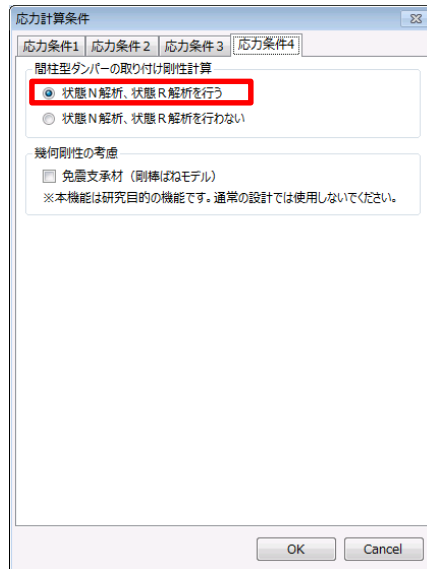 応力計算条件
応力条件1 応力条件2 応力条件3 応力条件4
間柱型ダンパーの取り付け剛性計算
状態N解析、状態R解析を行う
状態N解析、状態R解析を行わない
幾何剛性の考慮
免震支承材（剛棒ばねモデル）
※本機能は研究目的の機能です。通常の設計では使用しないでください。
OK Cancel